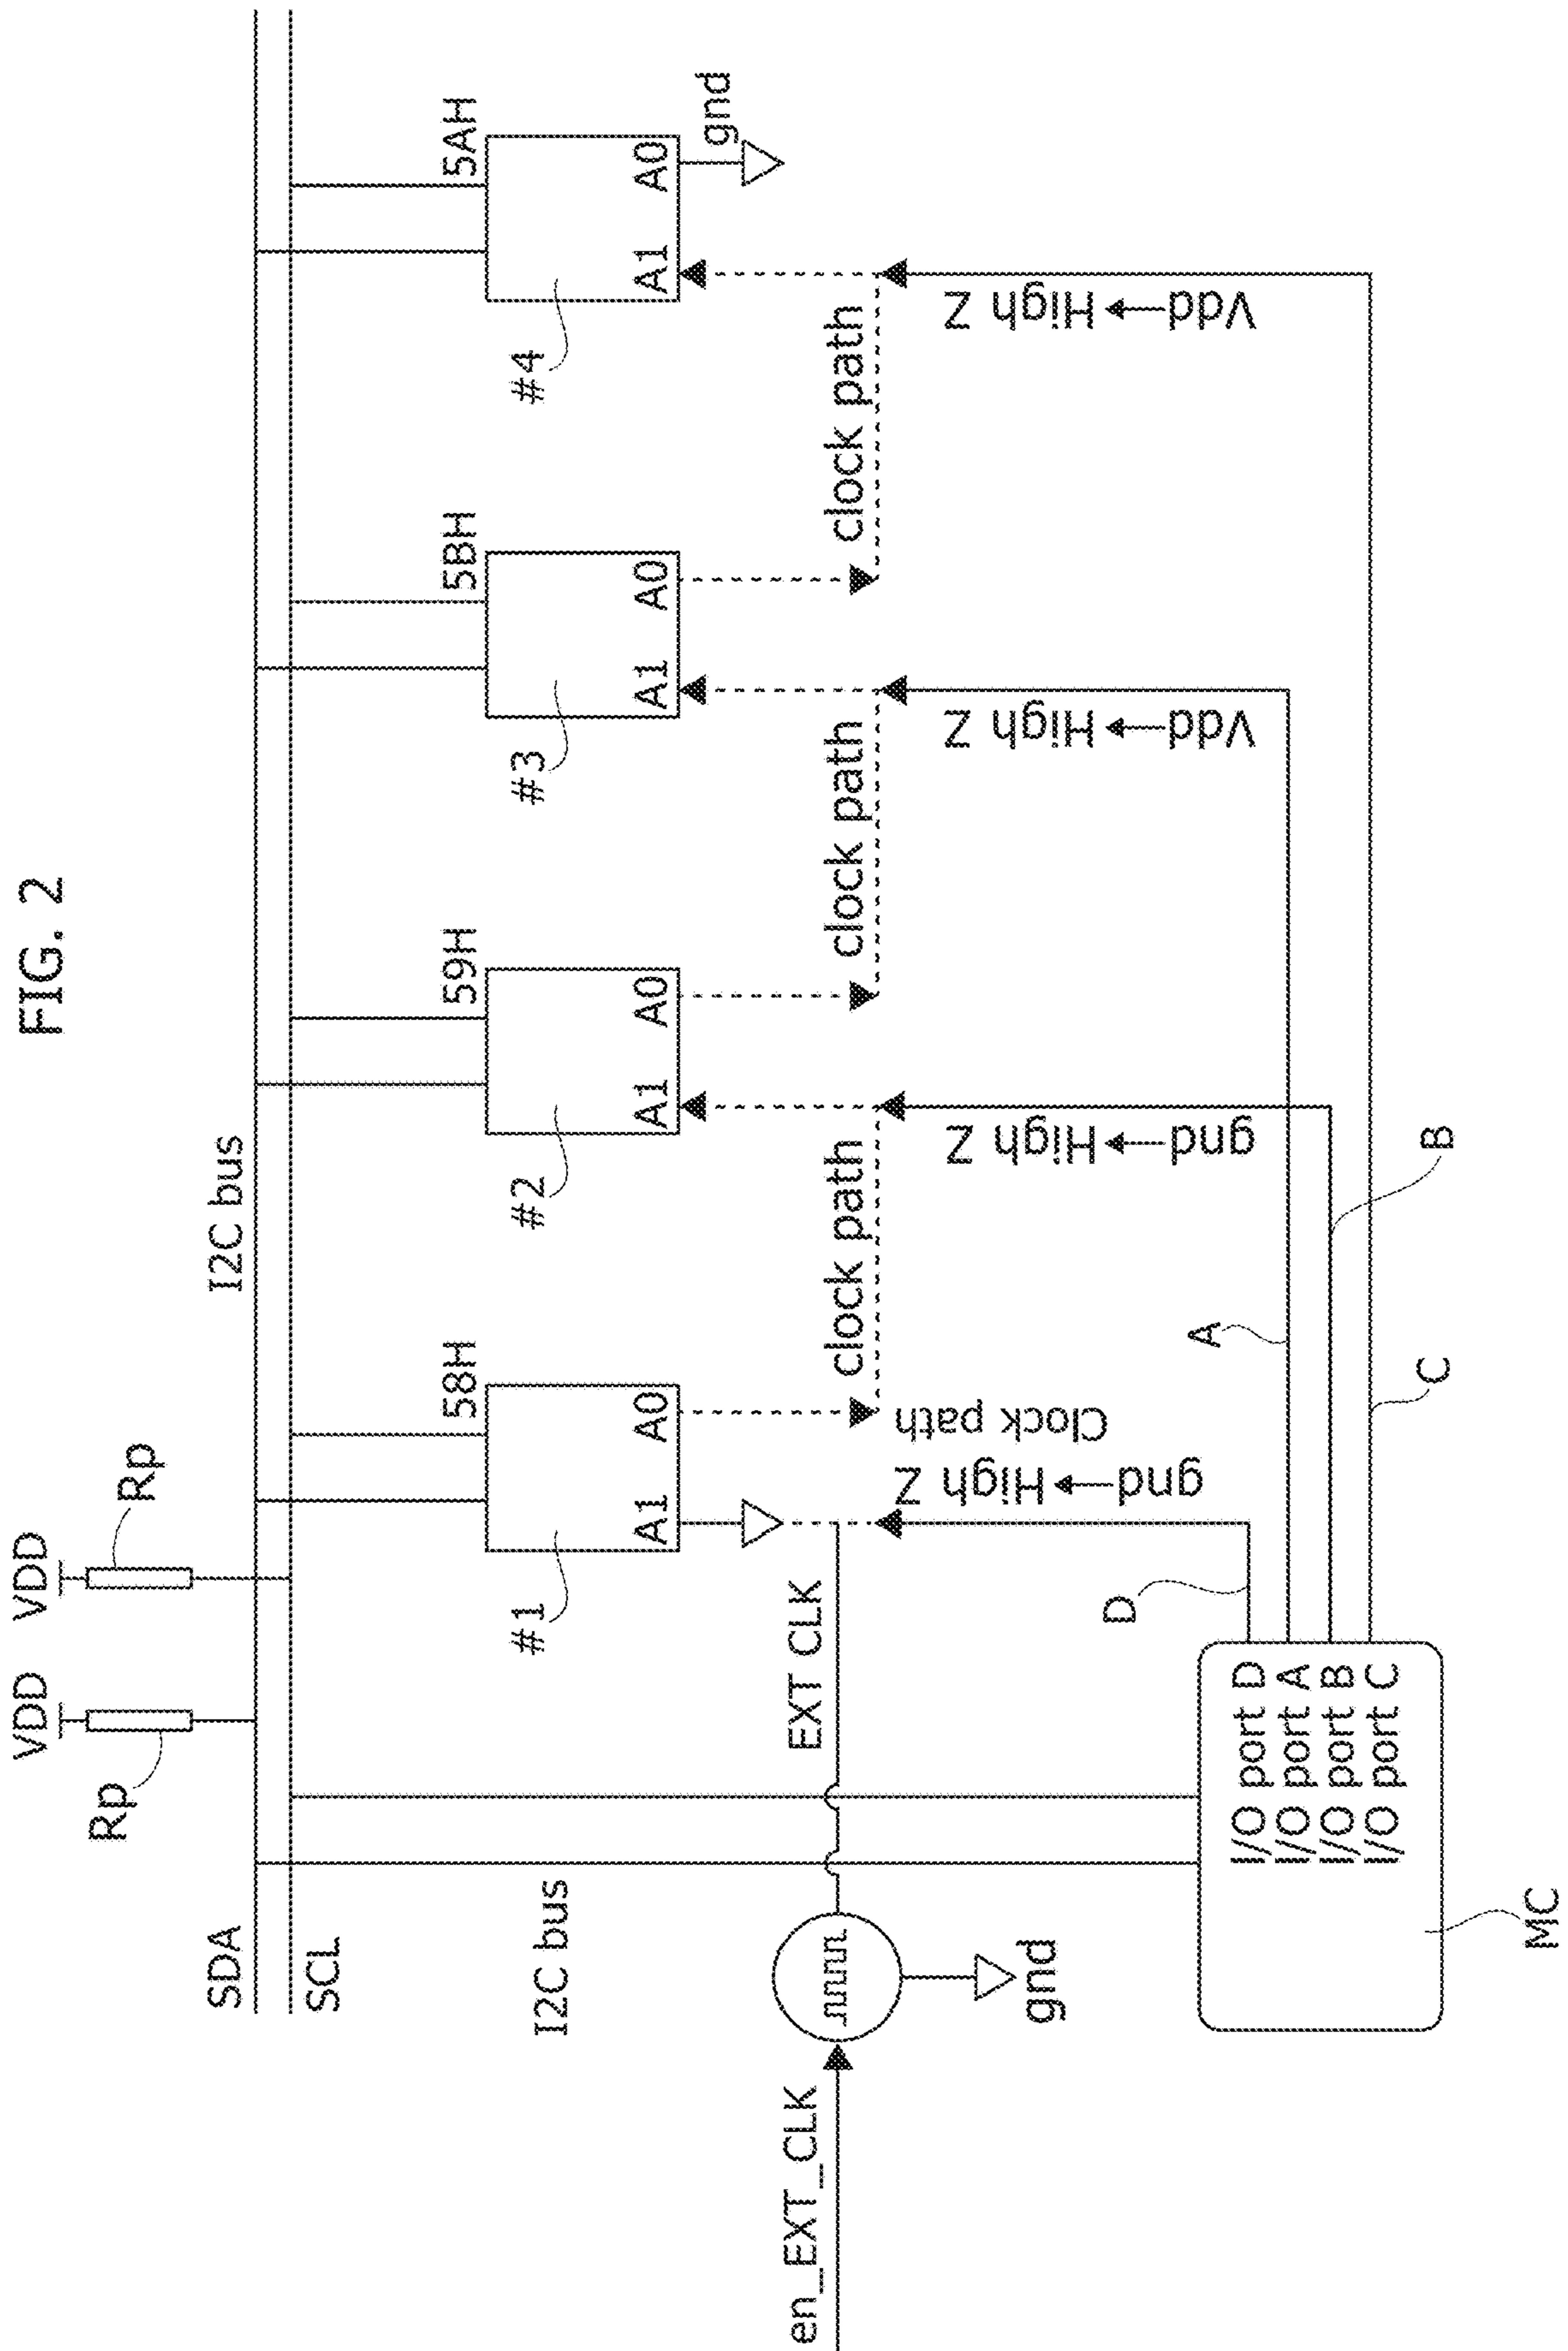 FIG. 2
VDD
VDD
Rp
Rp
I2C bus
SDA
SCL
58H
59H
5BH
5AH
#1
#2
#3
#4
A1 A0
A1 A0
A1 A0
A1 A0
gnd
I2C bus
EXT CLK
en_EXT_CLK
gnd
clock path
clock path
clock path
Clock path
gnd→High Z
gnd→High Z
Vdd→High Z
Vdd→High Z
D
A
B
C
I/O port D
I/O port A
I/O port B
I/O port C
MC